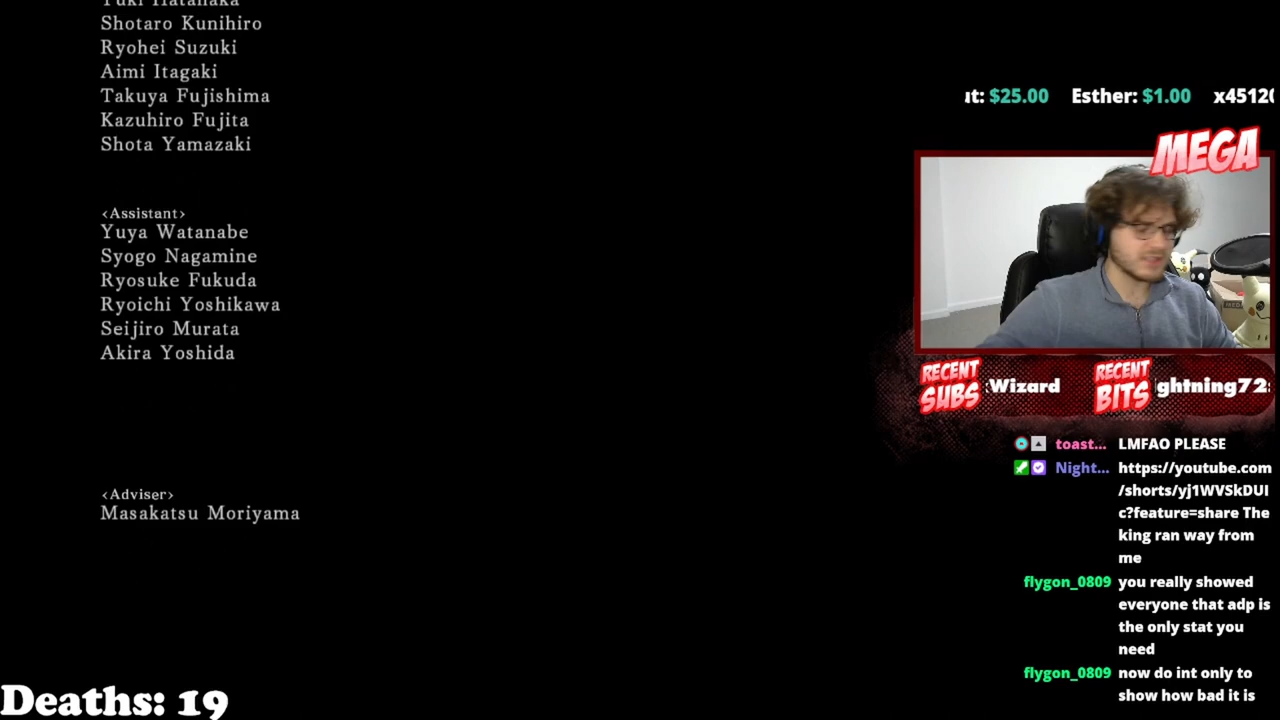 Yuki Hatanaka
Shotaro Kunihiro
Ryohei Suzuki
Aimi Itagaki
Takuya Fujishima
Kazuhiro Fujita
Shota Yamazaki
<Assistant>
Yuya Watanabe
Syogo Nagamine
Ryosuke Fukuda
Ryoichi Yoshikawa
Seijiro Murata
Akira Yoshida
<Adviser>
Masakatsu Moriyama
Deaths: 19
$25.00 Esther: $1.00 x45120
MEGA
RECENT SUBS Wizard RECENT BITS ghtning72
toast... LMFAO PLEASE
Night... https://youtube.com
/shorts/yj1WVSkDUI
c?feature=share The
king ran way from
me
flygon_0809 you really showed
everyone that adp is
the only stat you
need
flygon_0809 now do int only to
show how bad it is